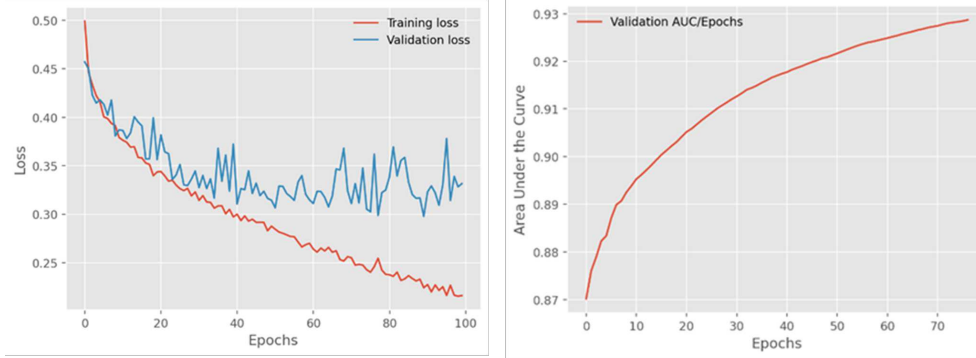 0.50
0.45
0.40
0.35
0.30
0.25
Loss
Training loss
Validation loss
0 20 40 60 80 100
Epochs
0.93
0.92
0.91
0.90
0.89
0.88
0.87
Area Under the Curve
Validation AUC/Epochs
0 10 20 30 40 50 60 70
Epochs